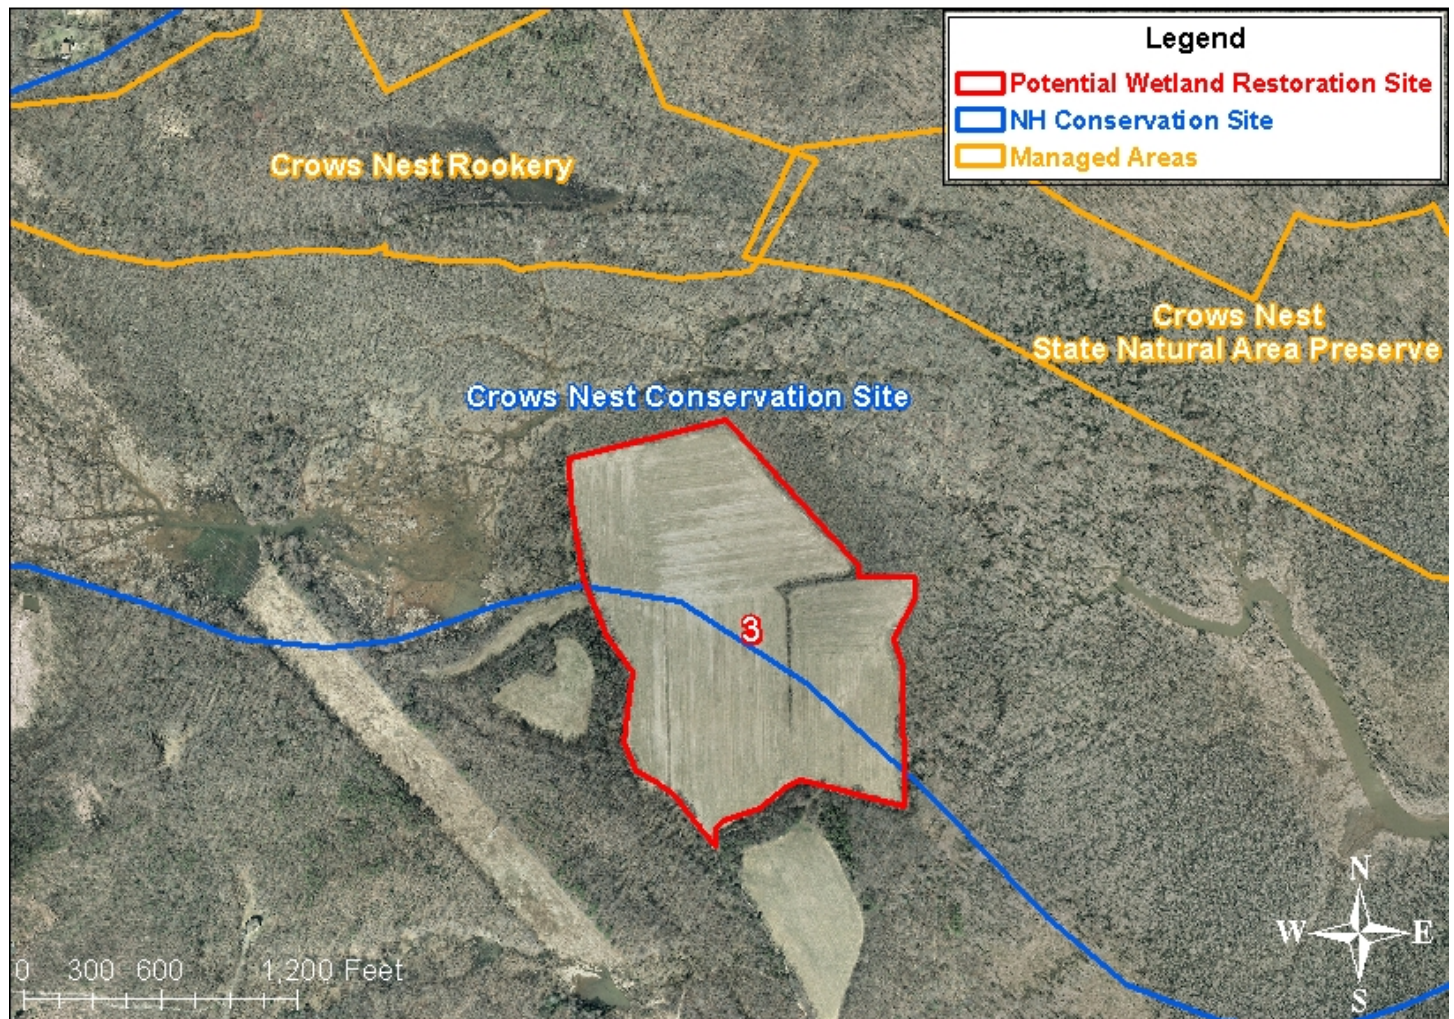 Legend
Potential Wetland Restoration Site
NH Conservation Site
Managed Areas
Crows Nest Rookery
Crows Nest
State Natural Area Preserve
Crows Nest Conservation Site
3
N
W E
S
0 300 600 1,200 Feet